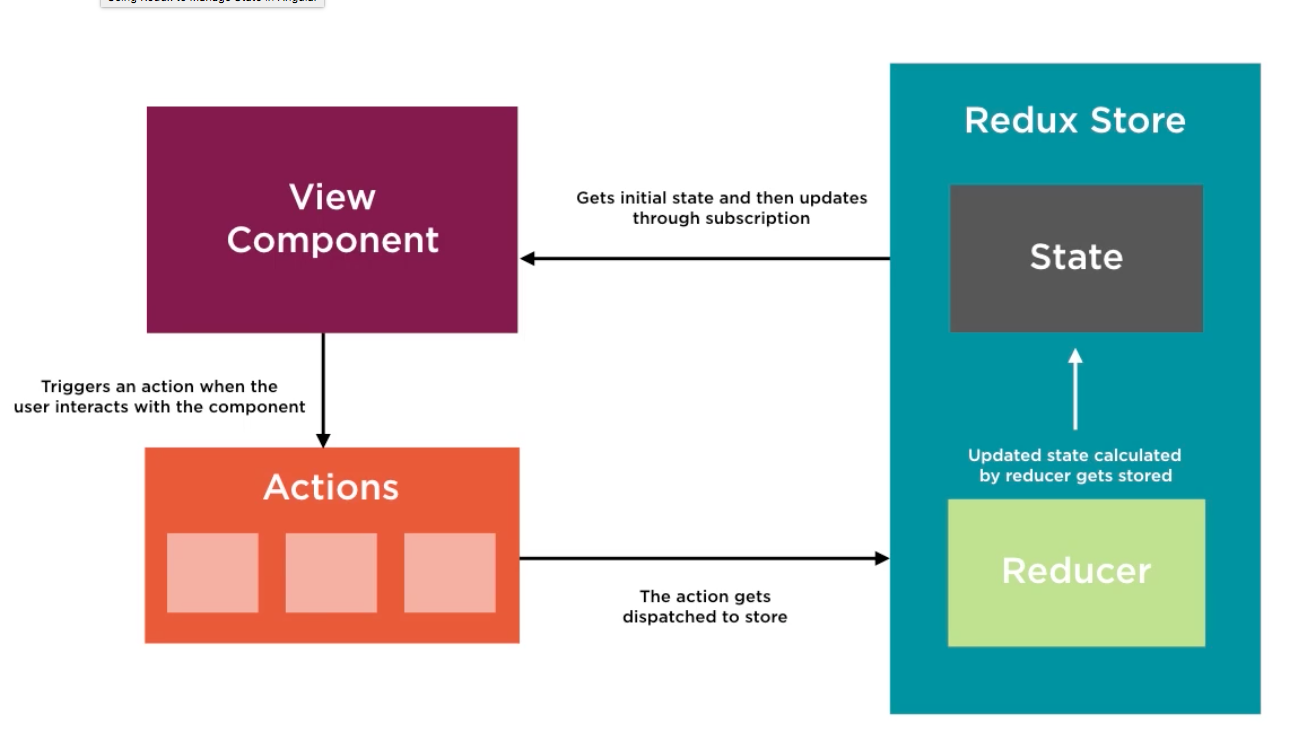 Using Redux to Manage State in Angular
View
Component
Gets initial state and then updates
through subscription
Redux Store
State
Triggers an action when the
user interacts with the component
Updated state calculated
by reducer gets stored
Actions
Reducer
The action gets
dispatched to store